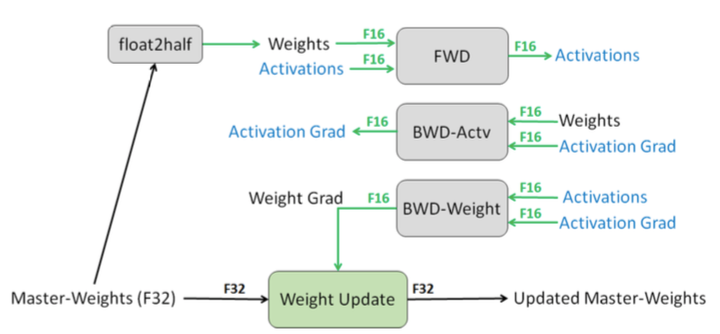 float2half
Weights
F16
Activations
F16
FWD
F16
Activations
Activation Grad
F16
BWD-Actv
F16
Weights
F16
Activation Grad
Weight Grad
F16
BWD-Weight
F16
Activations
F16
Activation Grad
Master-Weights (F32)
F32
Weight Update
F32
Updated Master-Weights